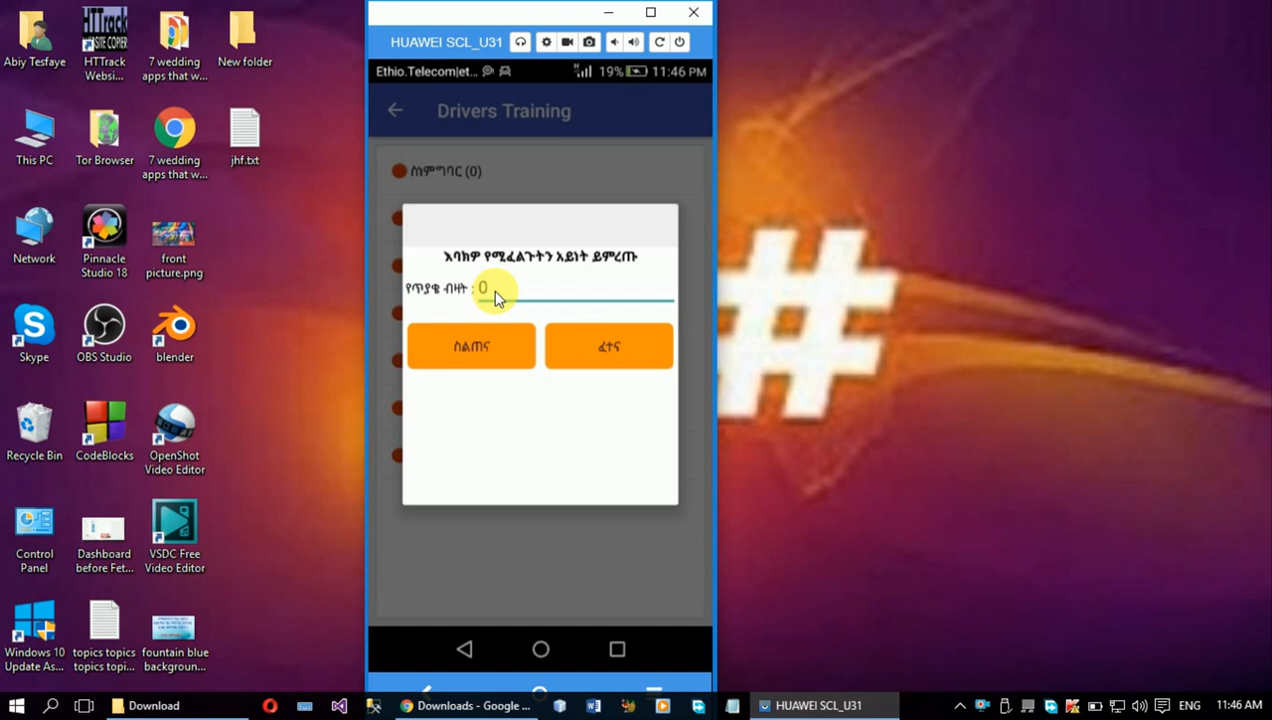 HUAWEI SCL_U31
Ethio.Telecom|et... 19% 11:46 PM
Drivers Training
ስነምግባር (0)
እባክዎ የሚፈልጉትን አይነት ይምረጡ
የጥያቄ ብዛት : 0
ስልጠና ፈተና
Abiy Tesfaye
HTTrack
SITE COPIER
HTTrack
Websi...
7 wedding
apps that w...
New folder
This PC
Tor Browser
7 wedding
apps that w...
jhf.txt
Network
Pinnacle
Studio 18
front
picture.png
Skype
OBS Studio
blender
Recycle Bin
CodeBlocks
OpenShot
Video Editor
Control
Panel
Dashboard
before Fet...
VSDC Free
Video Editor
Windows 10
Update As...
topics topics
topics topi...
fountain blue
backgroun...
#
Download
Downloads - Google ...
HUAWEI SCL_U31
ENG
11:46 AM